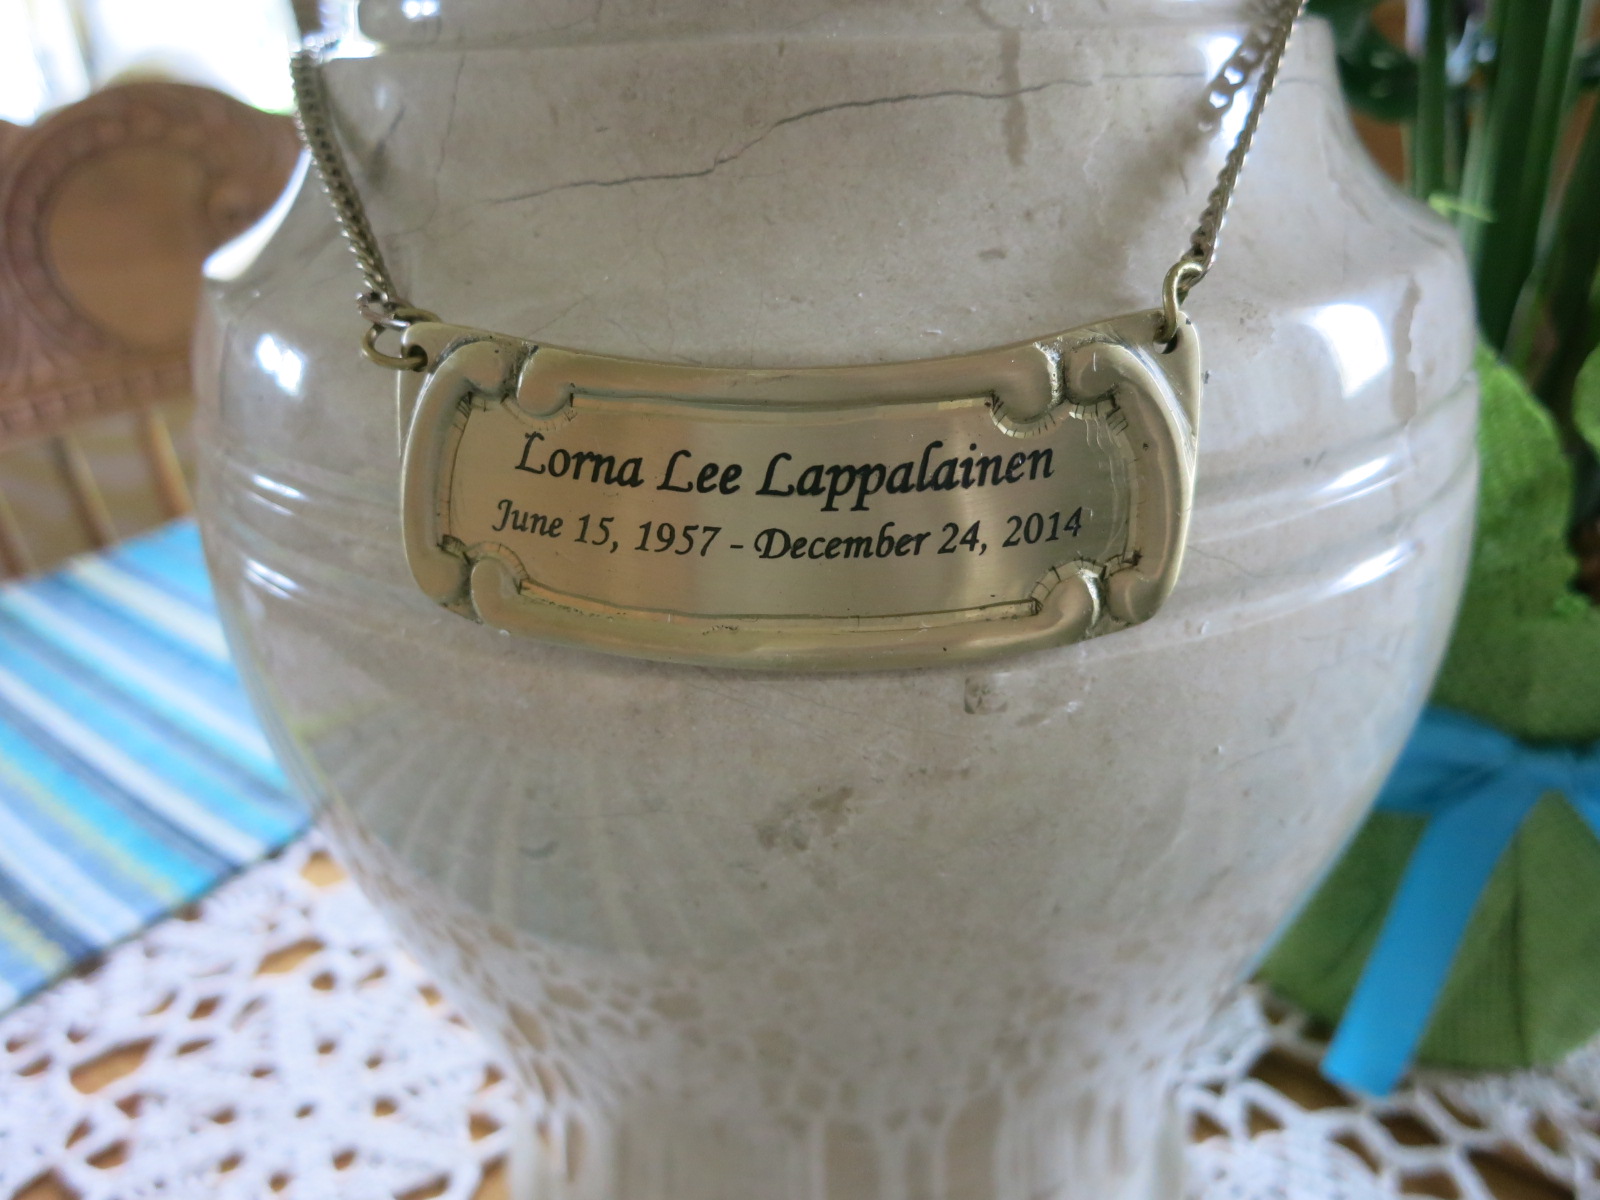 Lorna Lee Lappalainen
June 15, 1957 - December 24, 2014